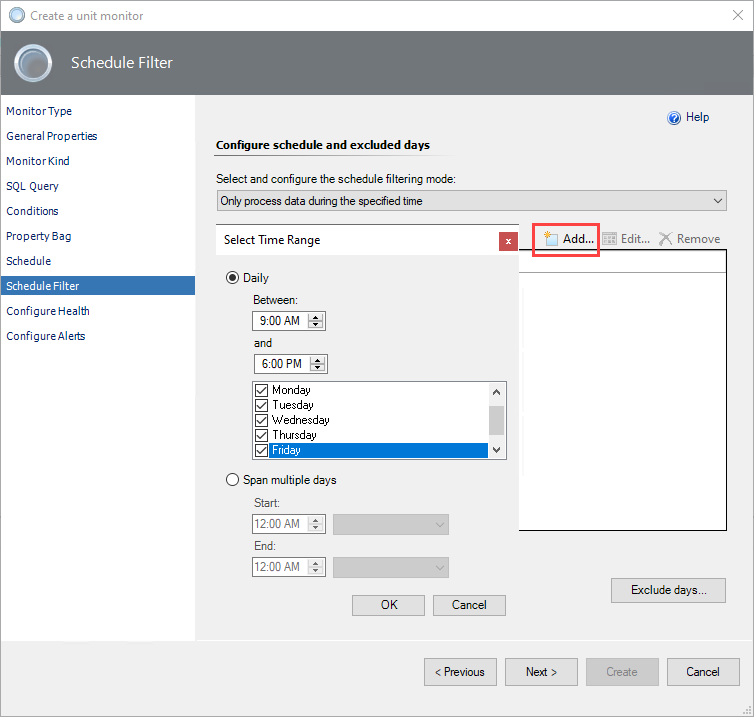 Create a unit monitor
Schedule Filter
Monitor Type
General Properties
Monitor Kind
SQL Query
Conditions
Property Bag
Schedule
Schedule Filter
Configure Health
Configure Alerts
Help
Configure schedule and excluded days
Select and configure the schedule filtering mode:
Only process data during the specified time
Add... Edit... Remove
Select Time Range
x
Daily
Between:
9:00 AM
and
6:00 PM
Monday
Tuesday
Wednesday
Thursday
Friday
Span multiple days
Start:
12:00 AM
End:
12:00 AM
OK Cancel
Exclude days...
< Previous Next > Create Cancel